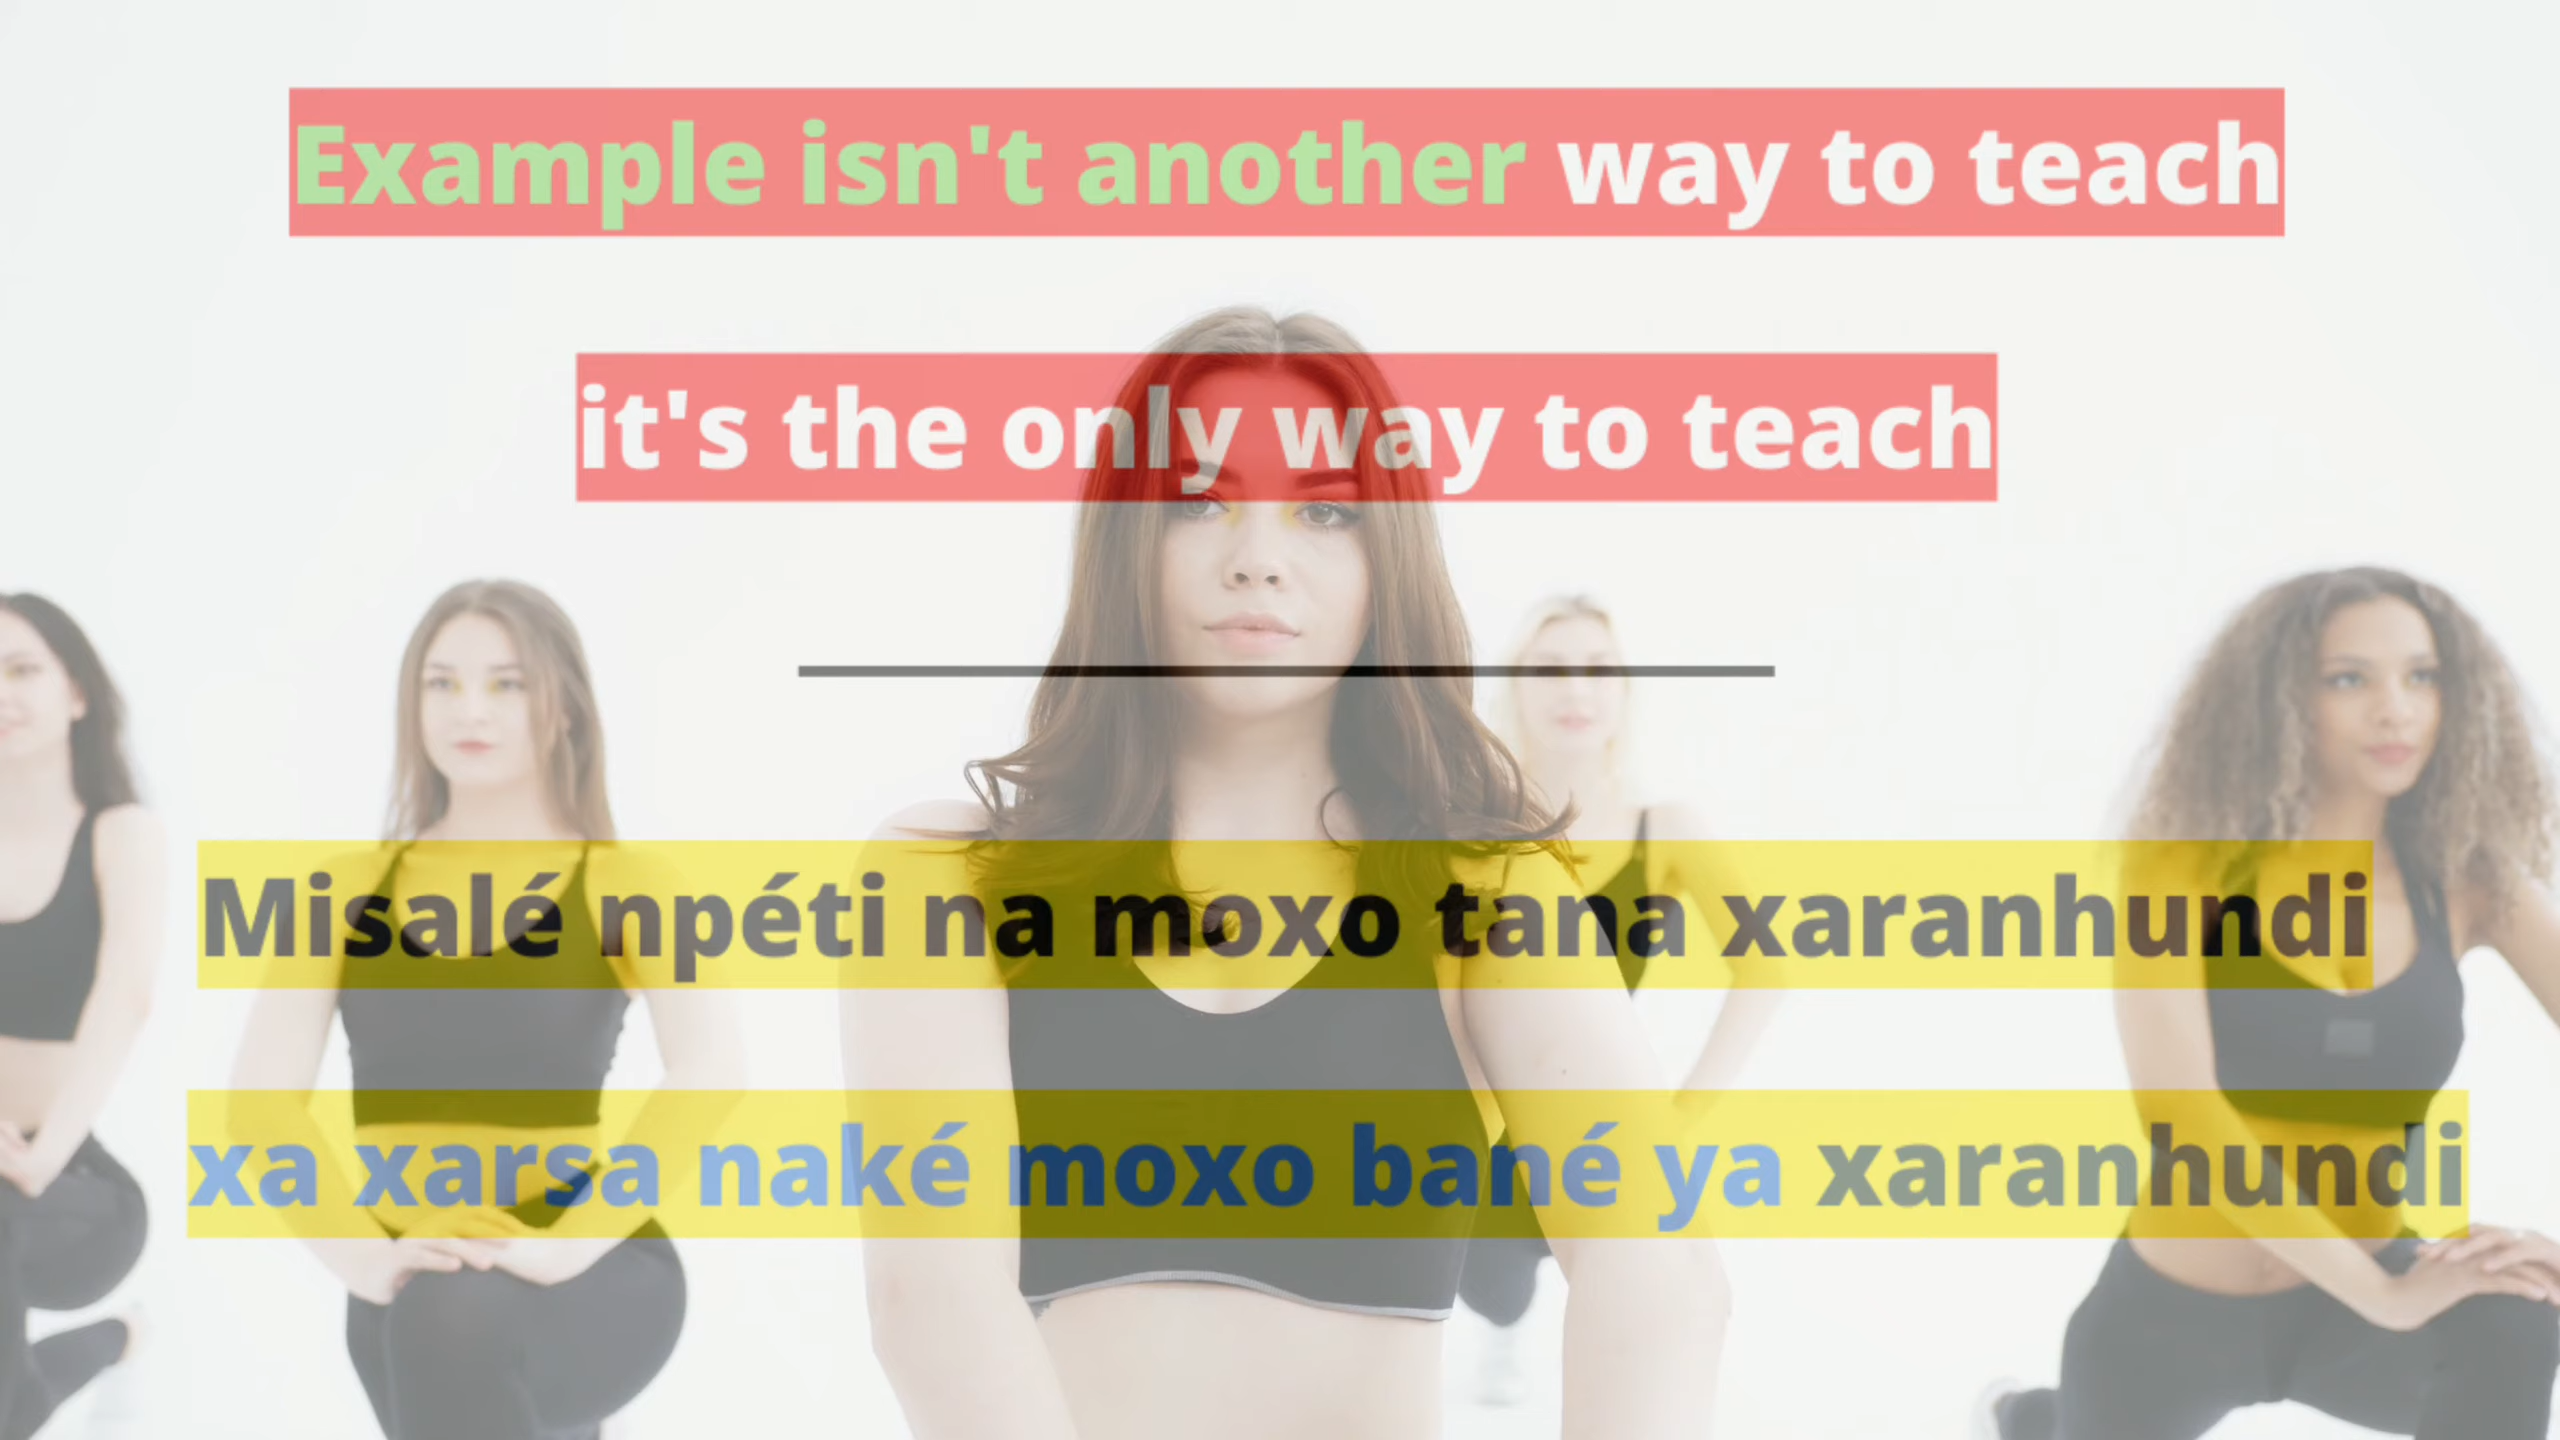 Example isn't another way to teach
it's the only way to teach
Misalé npéti na moxo tana xaranhundi
xa xarsa naké moxo bané ya xaranhundi